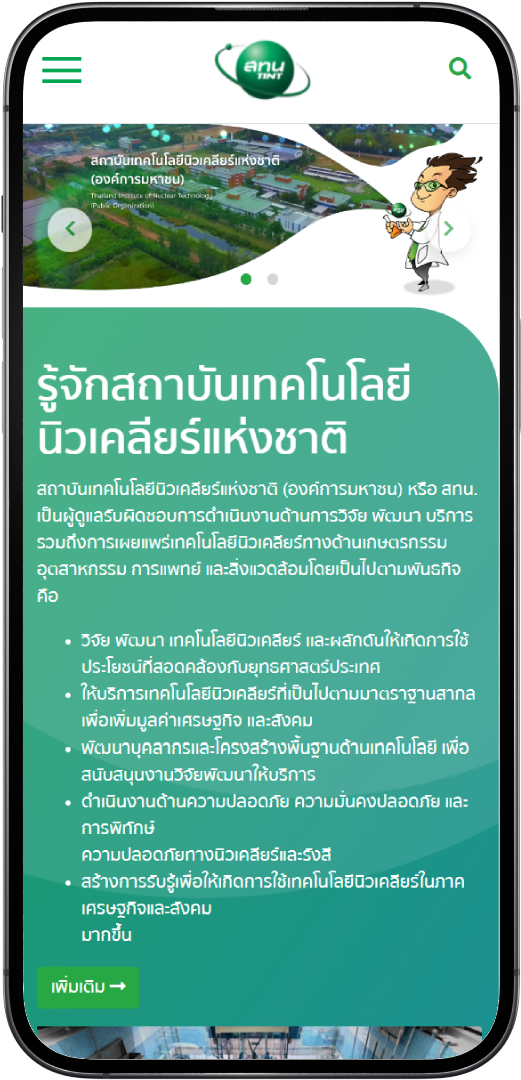 สทน
TINT
สถาบันเทคโนโลยีนิวเคลียร์แห่งชาติ
(องค์การมหาชน)
Thailand Institute of Nuclear Technology
(Public Organization)
รู้จักสถาบันเทคโนโลยี
นิวเคลียร์แห่งชาติ
สถาบันเทคโนโลยีนิวเคลียร์แห่งชาติ (องค์การมหาชน) หรือ สทน.
เป็นผู้ดูแลรับผิดชอบการดำเนินงานด้านการวิจัย พัฒนา บริการ
รวมถึงการเผยแพร่เทคโนโลยีนิวเคลียร์ทางด้านเกษตรกรรม
อุตสาหกรรม การแพทย์ และสิ่งแวดล้อมโดยเป็นไปตามพันธกิจ
คือ
• วิจัย พัฒนา เทคโนโลยีนิวเคลียร์ และผลักดันให้เกิดการใช้
ประโยชน์ที่สอดคล้องกับยุทธศาสตร์ประเทศ
• ให้บริการเทคโนโลยีนิวเคลียร์ที่เป็นไปตามมาตราฐานสากล
เพื่อเพิ่มมูลค่าเศรษฐกิจ และสังคม
• พัฒนาบุคลากรและโครงสร้างพื้นฐานด้านเทคโนโลยี เพื่อ
สนับสนุนงานวิจัยพัฒนาให้บริการ
• ดำเนินงานด้านความปลอดภัย ความมั่นคงปลอดภัย และ
การพิทักษ์
ความปลอดภัยทางนิวเคลียร์และรังสี
• สร้างการรับรู้เพื่อให้เกิดการใช้เทคโนโลยีนิวเคลียร์ในภาค
เศรษฐกิจและสังคม
มากขึ้น
เพิ่มเติม